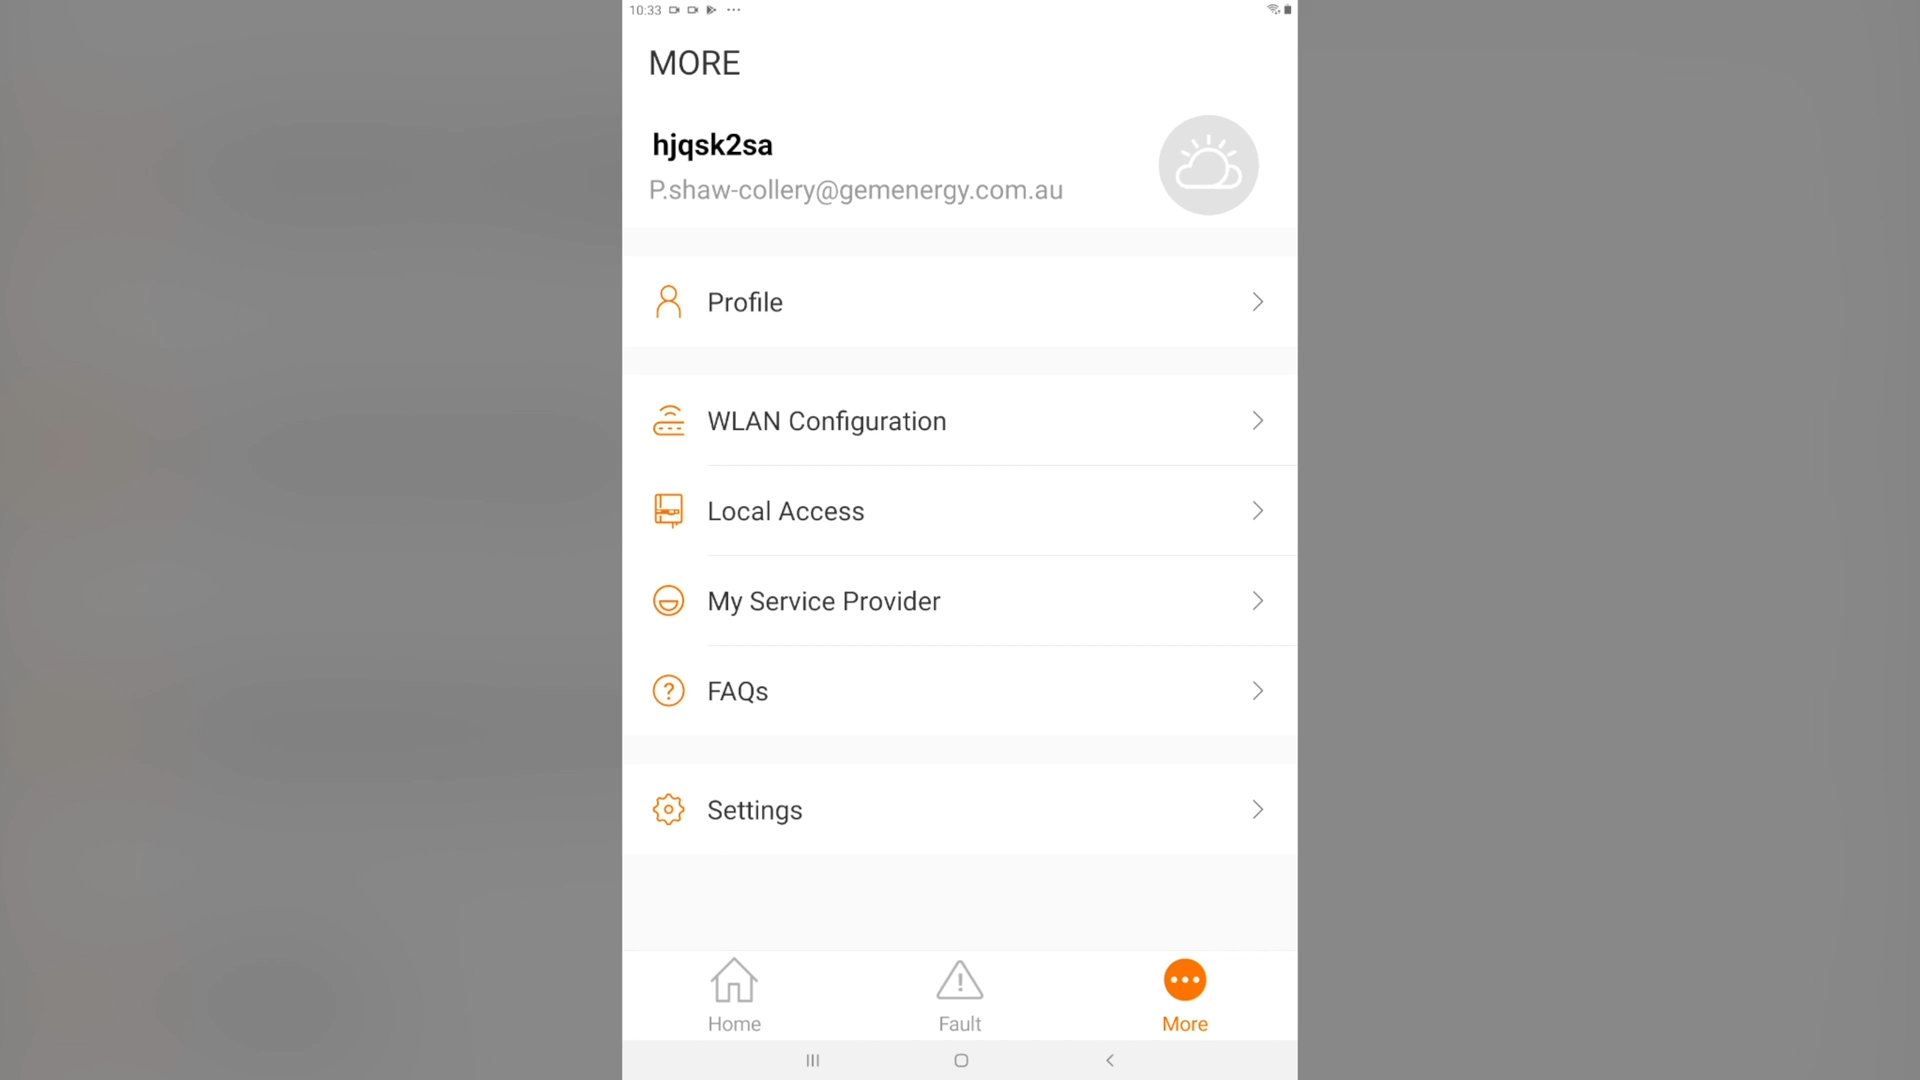 10:33
MORE
hjqsk2sa
P.shaw-collery@gemenergy.com.au
Profile
WLAN Configuration
Local Access
My Service Provider
FAQs
Settings
Home
Fault
More